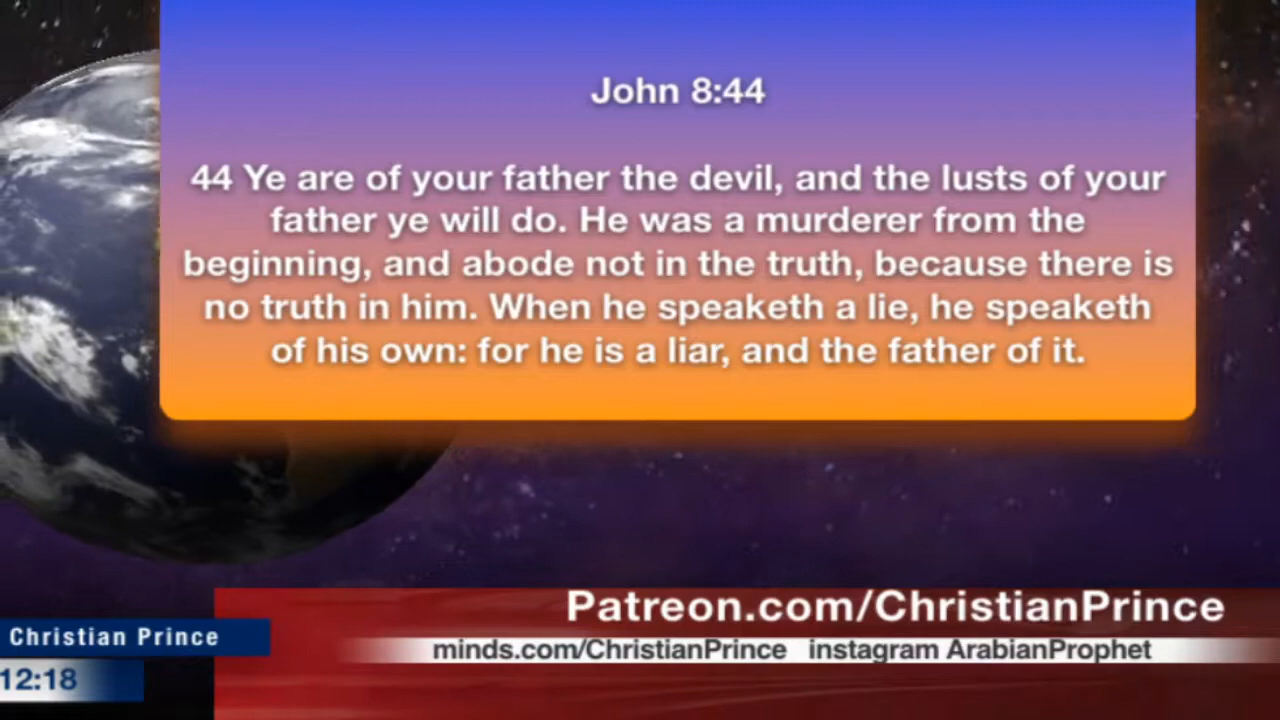 John 8:44
44 Ye are of your father the devil, and the lusts of your
father ye will do. He was a murderer from the
beginning, and abode not in the truth, because there is
no truth in him. When he speaketh a lie, he speaketh
of his own: for he is a liar, and the father of it.
Patreon.com/ChristianPrince
Christian Prince
minds.com/ChristianPrince instagram ArabianProphet
12:18